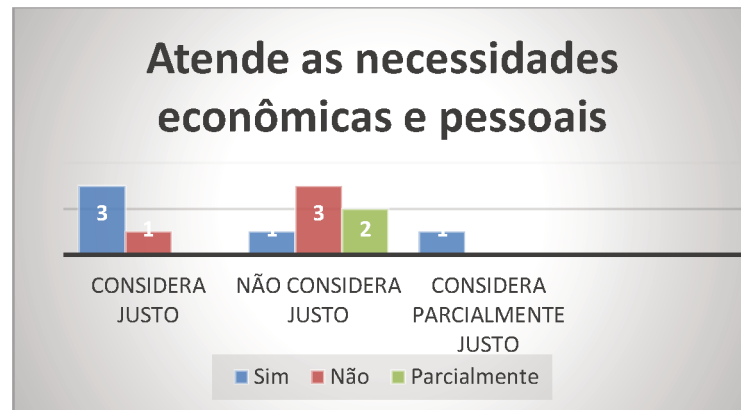 Atende as necessidades
econômicas e pessoais
3
1
1
3
2
1
CONSIDERA
JUSTO
NÃO CONSIDERA
JUSTO
CONSIDERA
PARCIALMENTE
JUSTO
Sim Não Parcialmente